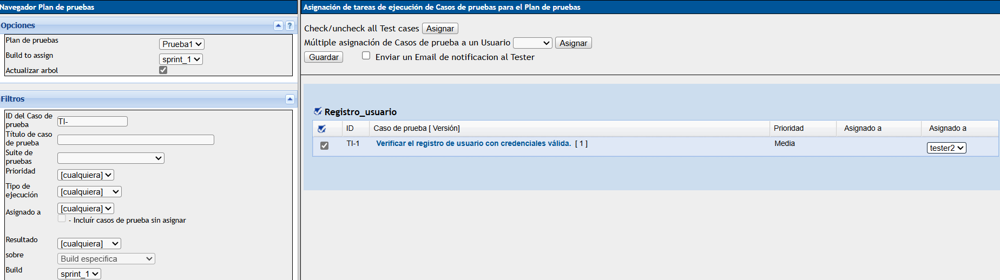 Navegador Plan de pruebas
Opciones
?
Plan de pruebas
Prueba1
Build to assign
sprint_1
Actualizar arbol
Filtros
ID del Caso de
prueba
TI-
Título de caso
de prueba
Suite de
pruebas
Prioridad
[cualquiera]
Tipo de
ejecución
[cualquiera]
Asignado a
[cualquiera]
- Incluír casos de prueba sin asignar
Resultado
[cualquiera]
sobre
Build especifica
Build
sprint_1
Asignación de tareas de ejecución de Casos de pruebas para el Plan de pruebas
Check/uncheck all Test cases Asignar
Múltiple asignación de Casos de prueba a un Usuario Asignar
Guardar Enviar un Email de notificacion al Tester
Registro_usuario
ID Caso de prueba [ Versión] Prioridad Asignado a Asignado a
TI-1 Verificar el registro de usuario con credenciales válida. [ 1 ] Media tester2